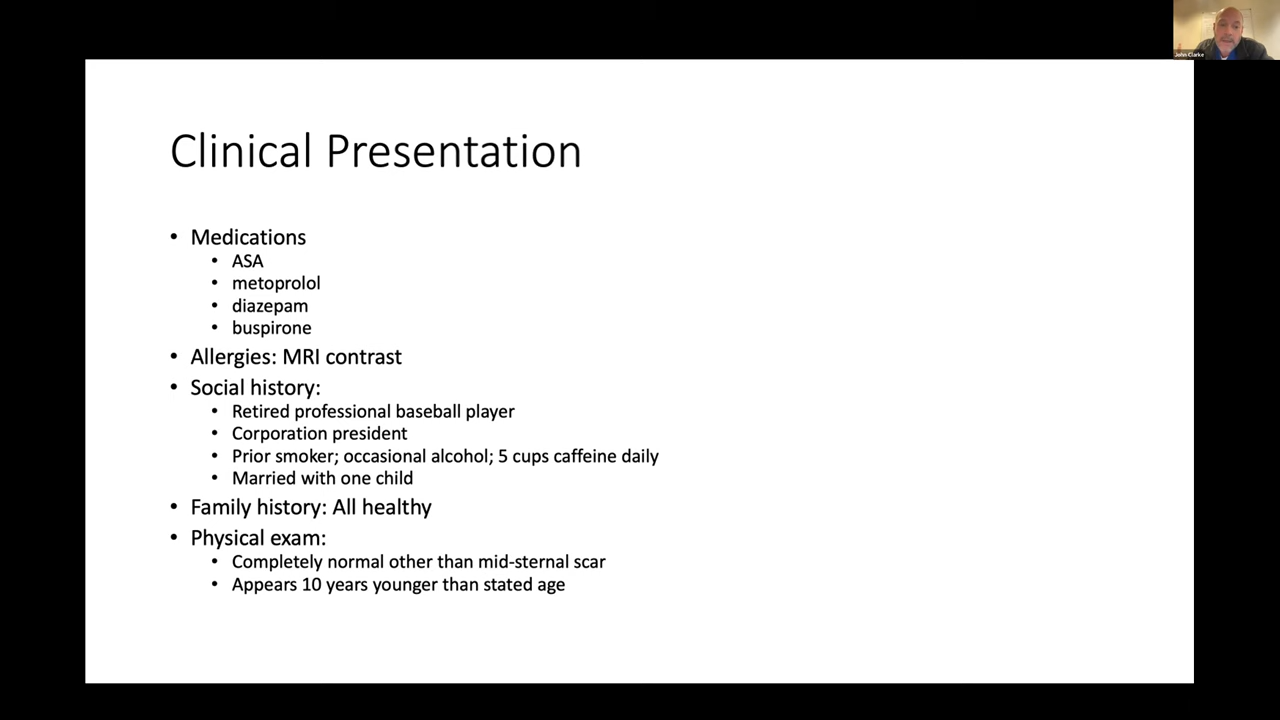 John Clarke
Clinical Presentation
• Medications
• ASA
• metoprolol
• diazepam
• buspirone
• Allergies: MRI contrast
• Social history:
• Retired professional baseball player
• Corporation president
• Prior smoker; occasional alcohol; 5 cups caffeine daily
• Married with one child
• Family history: All healthy
• Physical exam:
• Completely normal other than mid-sternal scar
• Appears 10 years younger than stated age